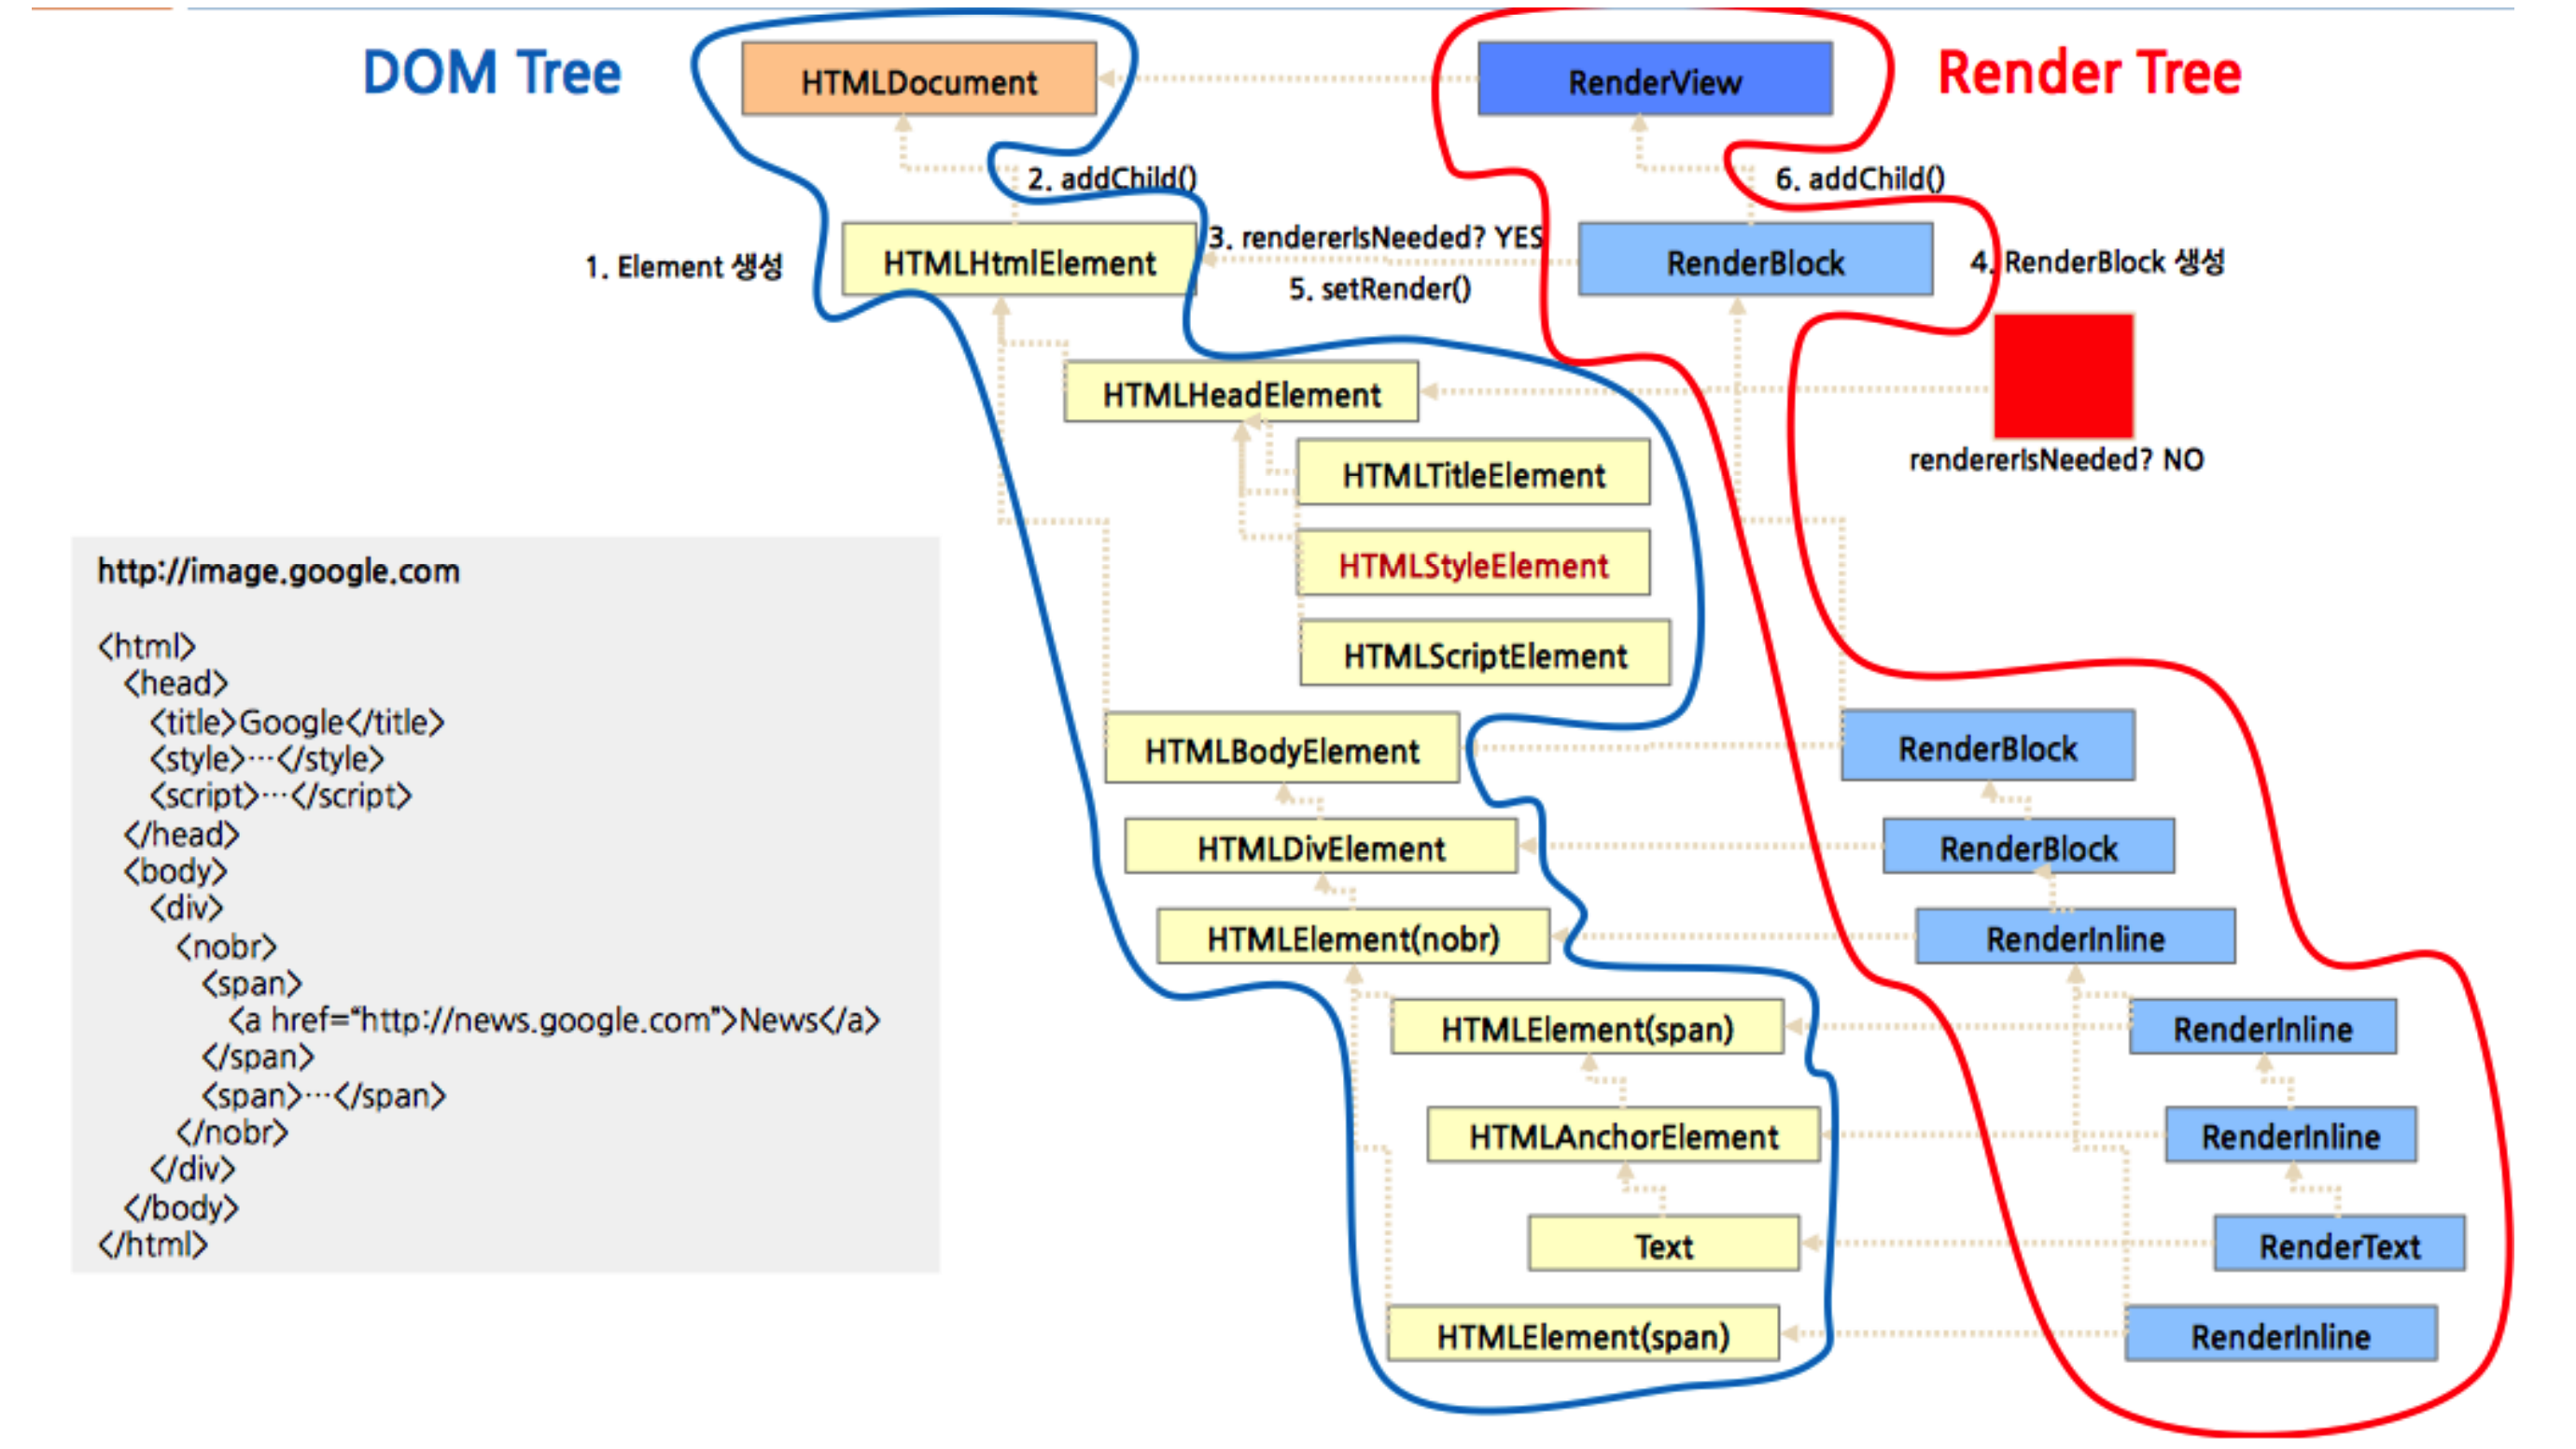 DOM Tree
HTMLDocument
RenderView
Render Tree
2. addChild()
6. addChild()
1. Element 생성
HTMLHtmlElement
3. rendererIsNeeded? YES
5. setRender()
RenderBlock
4. RenderBlock 생성
HTMLHeadElement
rendererIsNeeded? NO
HTMLTitleElement
HTMLStyleElement
HTMLScriptElement
HTMLBodyElement
RenderBlock
HTMLDivElement
RenderBlock
HTMLElement(nobr)
RenderInline
HTMLElement(span)
RenderInline
HTMLAnchorElement
RenderInline
Text
RenderText
HTMLElement(span)
RenderInline
http://image.google.com
<html>
<head>
<title>Google</title>
<style>…</style>
<script>…</script>
</head>
<body>
<div>
<nobr>
<span>
<a href=“http://news.google.com”>News</a>
</span>
<span>…</span>
</nobr>
</div>
</body>
</html>